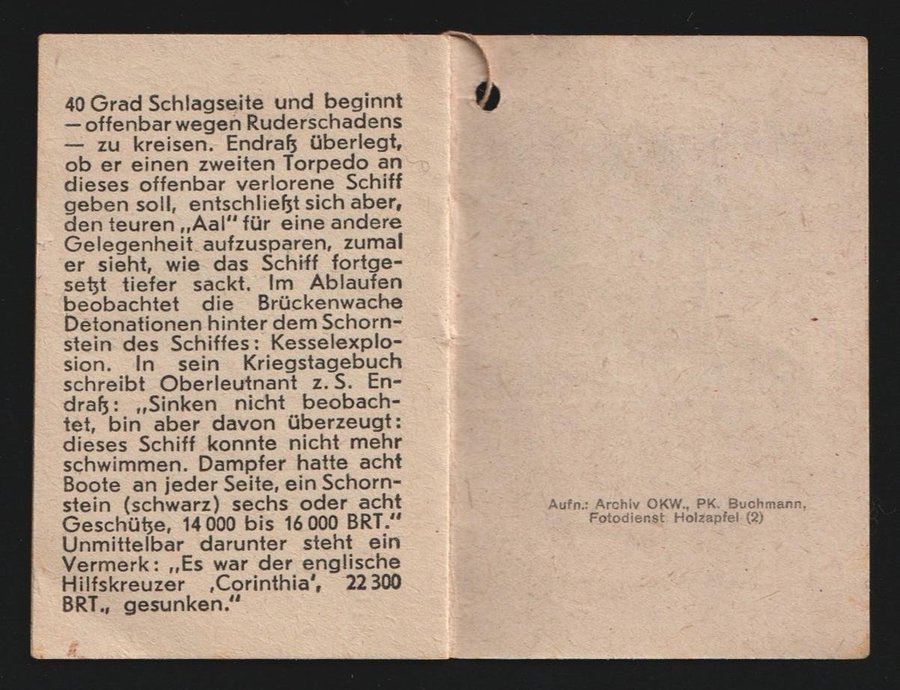 40 Grad Schlagseite und beginnt
— offenbar wegen Ruderschadens
— zu kreisen. Endraß überlegt,
ob er einen zweiten Torpedo an
dieses offenbar verlorene Schiff
geben soll, entschließt sich aber,
den teuren „Aal“ für eine andere
Gelegenheit aufzusparen, zumal
er sieht, wie das Schiff fortge-
setzt tiefer sackt. Im Ablaufen
beobachtet die Brückenwache
Detonationen hinter dem Schorn-
stein des Schiffes: Kesselexplo-
sion. In sein Kriegstagebuch
schreibt Oberleutnant z. S. En-
draß: „Sinken nicht beobach-
tet, bin aber davon überzeugt:
dieses Schiff konnte nicht mehr
schwimmen. Dampfer hatte acht
Boote an jeder Seite, ein Schorn-
stein (schwarz) sechs oder acht
Geschütze, 14 000 bis 16 000 BRT.“
Unmittelbar darunter steht ein
Vermerk: „Es war der englische
Hilfskreuzer ‚Corinthia‘, 22 300
BRT., gesunken.“
Aufn.: Archiv OKW., PK. Buchmann,
Fotodienst Holzapfel (2)